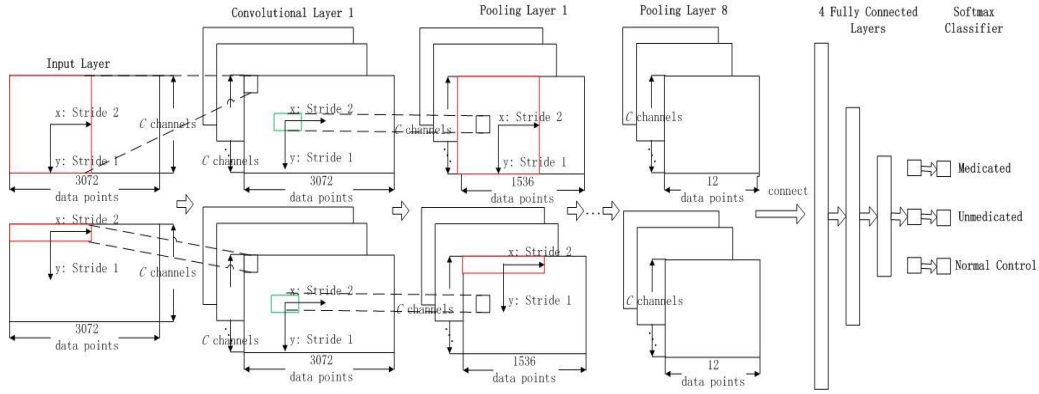 Convolutional Layer 1
Pooling Layer 1
Pooling Layer 8
4 Fully Connected
Layers
Softmax
Classifier
Input Layer
x: Stride 2
y: Stride 1
C channels
3072
data points
x: Stride 2
y: Stride 1
C channels
3072
data points
x: Stride 2
y: Stride 1
C channels
1536
data points
C channels
12
data points
connect
Medicated
Unmedicated
Normal Control
x: Stride 2
y: Stride 1
C channels
3072
data points
x: Stride 2
y: Stride 1
C channels
3072
data points
x: Stride 2
y: Stride 1
C channels
1536
data points
C channels
12
data points